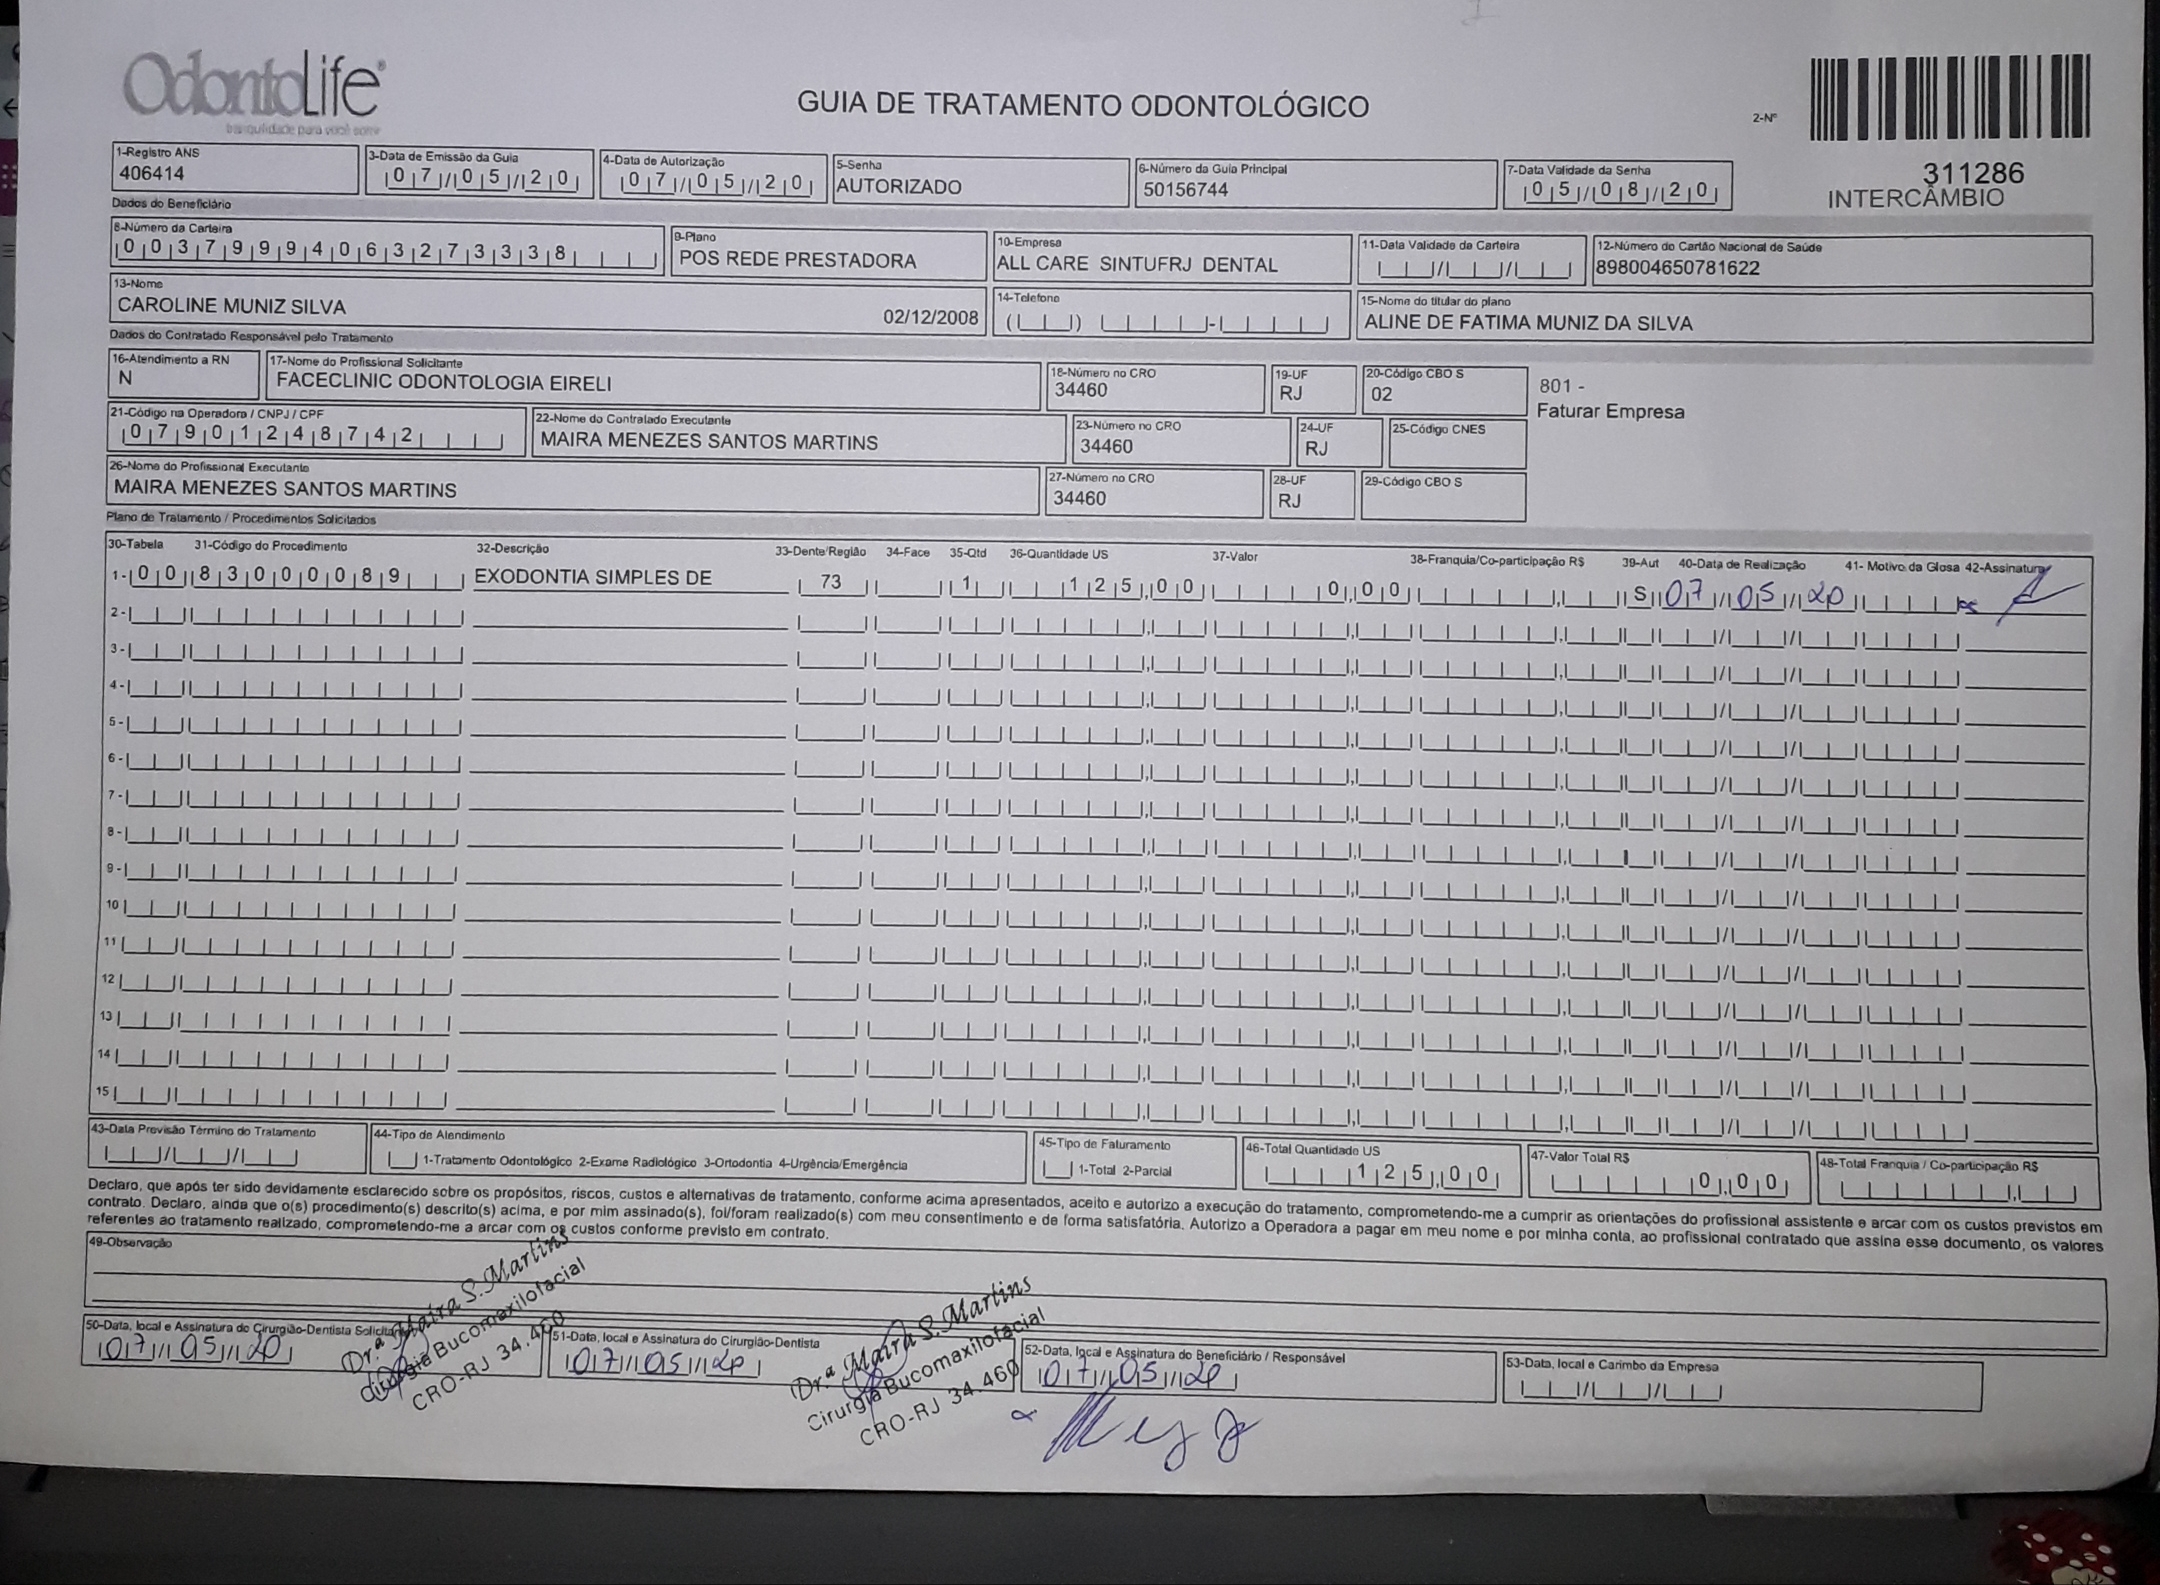 OdontoLife®
tranquilidade para você sorrir
GUIA DE TRATAMENTO ODONTOLÓGICO
2-Nº
311286
INTERCÂMBIO
1-Registro ANS
406414
3-Data de Emissão da Guia
07/05/20
4-Data de Autorização
07/05/20
5-Senha
AUTORIZADO
6-Número da Guia Principal
50156744
7-Data Validade da Senha
05/08/20
Dados do Beneficiário
8-Número da Carteira
00379994063273338
9-Plano
POS REDE PRESTADORA
10-Empresa
ALL CARE SINTUFRJ DENTAL
11-Data Validade da Carteira
12-Número do Cartão Nacional de Saúde
898004650781622
13-Nome
CAROLINE MUNIZ SILVA 02/12/2008
14-Telefone
15-Nome do titular do plano
ALINE DE FATIMA MUNIZ DA SILVA
Dados do Contratado Responsável pelo Tratamento
16-Atendimento a RN
N
17-Nome do Profissional Solicitante
FACECLINIC ODONTOLOGIA EIRELI
18-Número no CRO
34460
19-UF
RJ
20-Código CBO S
02
801 -
Faturar Empresa
21-Código na Operadora / CNPJ / CPF
07901248742
22-Nome do Contratado Executante
MAIRA MENEZES SANTOS MARTINS
23-Número no CRO
34460
24-UF
RJ
25-Código CNES
26-Nome do Profissional Executante
MAIRA MENEZES SANTOS MARTINS
27-Número no CRO
34460
28-UF
RJ
29-Código CBO S
Plano de Tratamento / Procedimentos Solicitados
30-Tabela 31-Código do Procedimento 32-Descrição 33-Dente/Região 34-Face 35-Qtd 36-Quantidade US 37-Valor 38-Franquia/Co-participação R$ 39-Aut 40-Data de Realização 41- Motivo da Glosa 42-Assinatura
1- 00 83000089 EXODONTIA SIMPLES DE 73 1 125,00 0,00 S 07/05/20
2-
3-
4-
5-
6-
7-
8-
9-
10
11
12
13
14
15
43-Data Previsão Término do Tratamento
44-Tipo de Atendimento
1-Tratamento Odontológico 2-Exame Radiológico 3-Ortodontia 4-Urgência/Emergência
45-Tipo de Faturamento
1-Total 2-Parcial
46-Total Quantidade US
125,00
47-Valor Total R$
0,00
48-Total Franquia / Co-participação R$
Declaro, que após ter sido devidamente esclarecido sobre os propósitos, riscos, custos e alternativas de tratamento, conforme acima apresentados, aceito e autorizo a execução do tratamento, comprometendo-me a cumprir as orientações do profissional assistente e arcar com os custos previstos em
contrato. Declaro, ainda que o(s) procedimento(s) descrito(s) acima, e por mim assinado(s), foi/foram realizado(s) com meu consentimento e de forma satisfatória. Autorizo a Operadora a pagar em meu nome e por minha conta, ao profissional contratado que assina esse documento, os valores
referentes ao tratamento realizado, comprometendo-me a arcar com os custos conforme previsto em contrato.
49-Observação
50-Data, local e Assinatura do Cirurgião-Dentista Solicitante
07/05/20
Dr.ª Maíra S. Martins
Cirurgia Bucomaxilofacial
CRO-RJ 34.460
51-Data, local e Assinatura do Cirurgião-Dentista
07/05/20
Dr.ª Maíra S. Martins
Cirurgia Bucomaxilofacial
CRO-RJ 34.460
52-Data, local e Assinatura do Beneficiário / Responsável
07/05/20
53-Data, local e Carimbo da Empresa